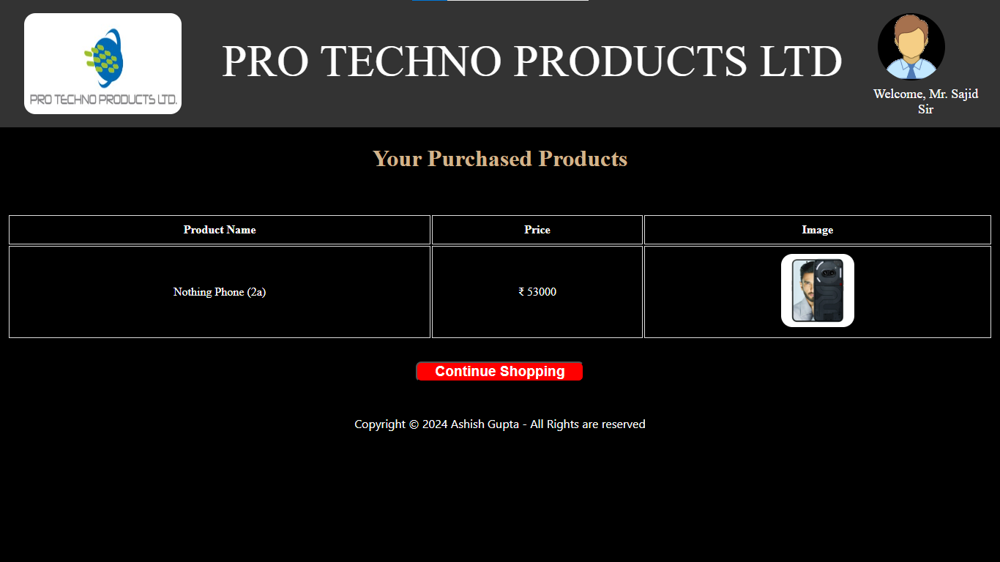 PRO TECHNO PRODUCTS LTD.
PRO TECHNO PRODUCTS LTD
Welcome, Mr. Sajid
Sir
Your Purchased Products
Product Name Price Image
Nothing Phone (2a) ₹ 53000
Continue Shopping
Copyright © 2024 Ashish Gupta - All Rights are reserved